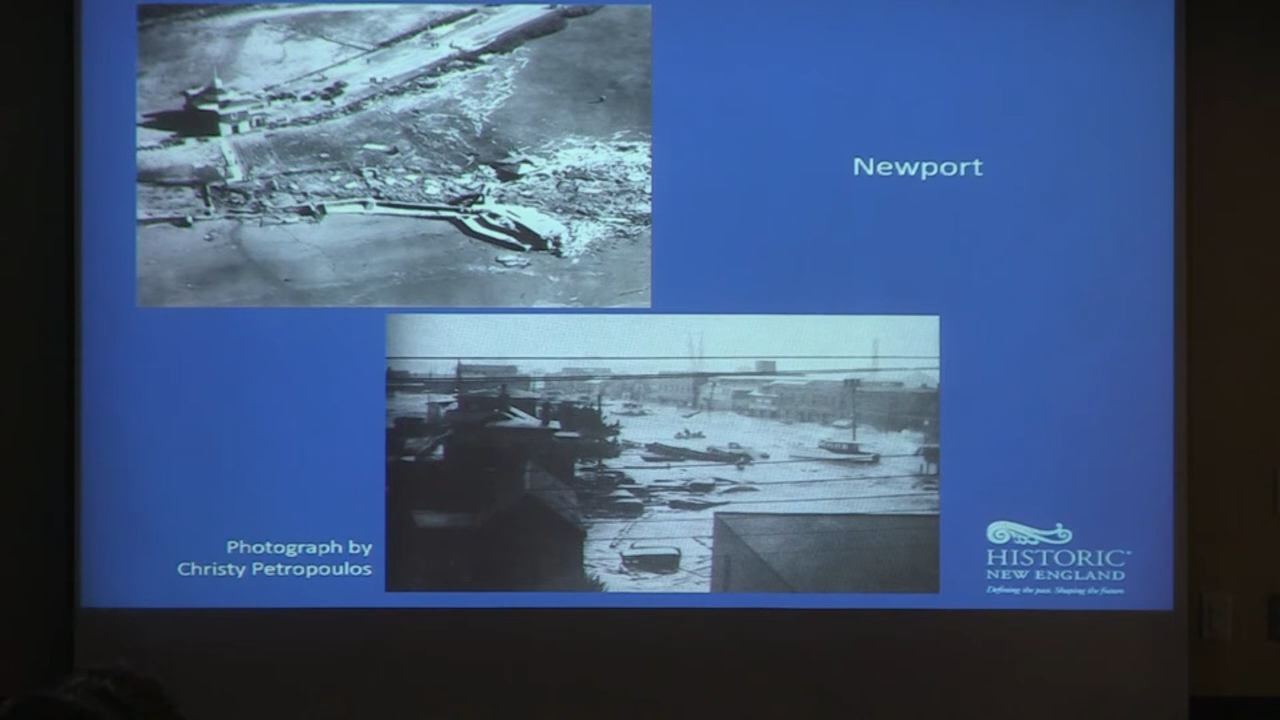 Newport
Photograph by
Christy Petropoulos
HISTORIC
NEW ENGLAND
Defining the past. Shaping the future.